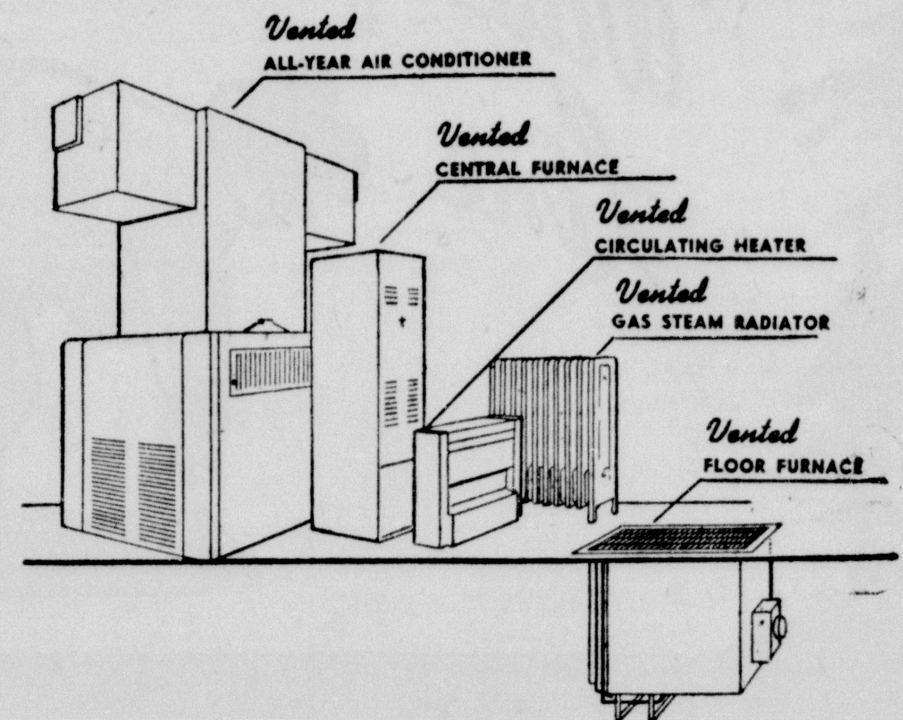 Vented
ALL-YEAR AIR CONDITIONER
Vented
CENTRAL FURNACE
Vented
CIRCULATING HEATER
Vented
GAS STEAM RADIATOR
Vented
FLOOR FURNACE